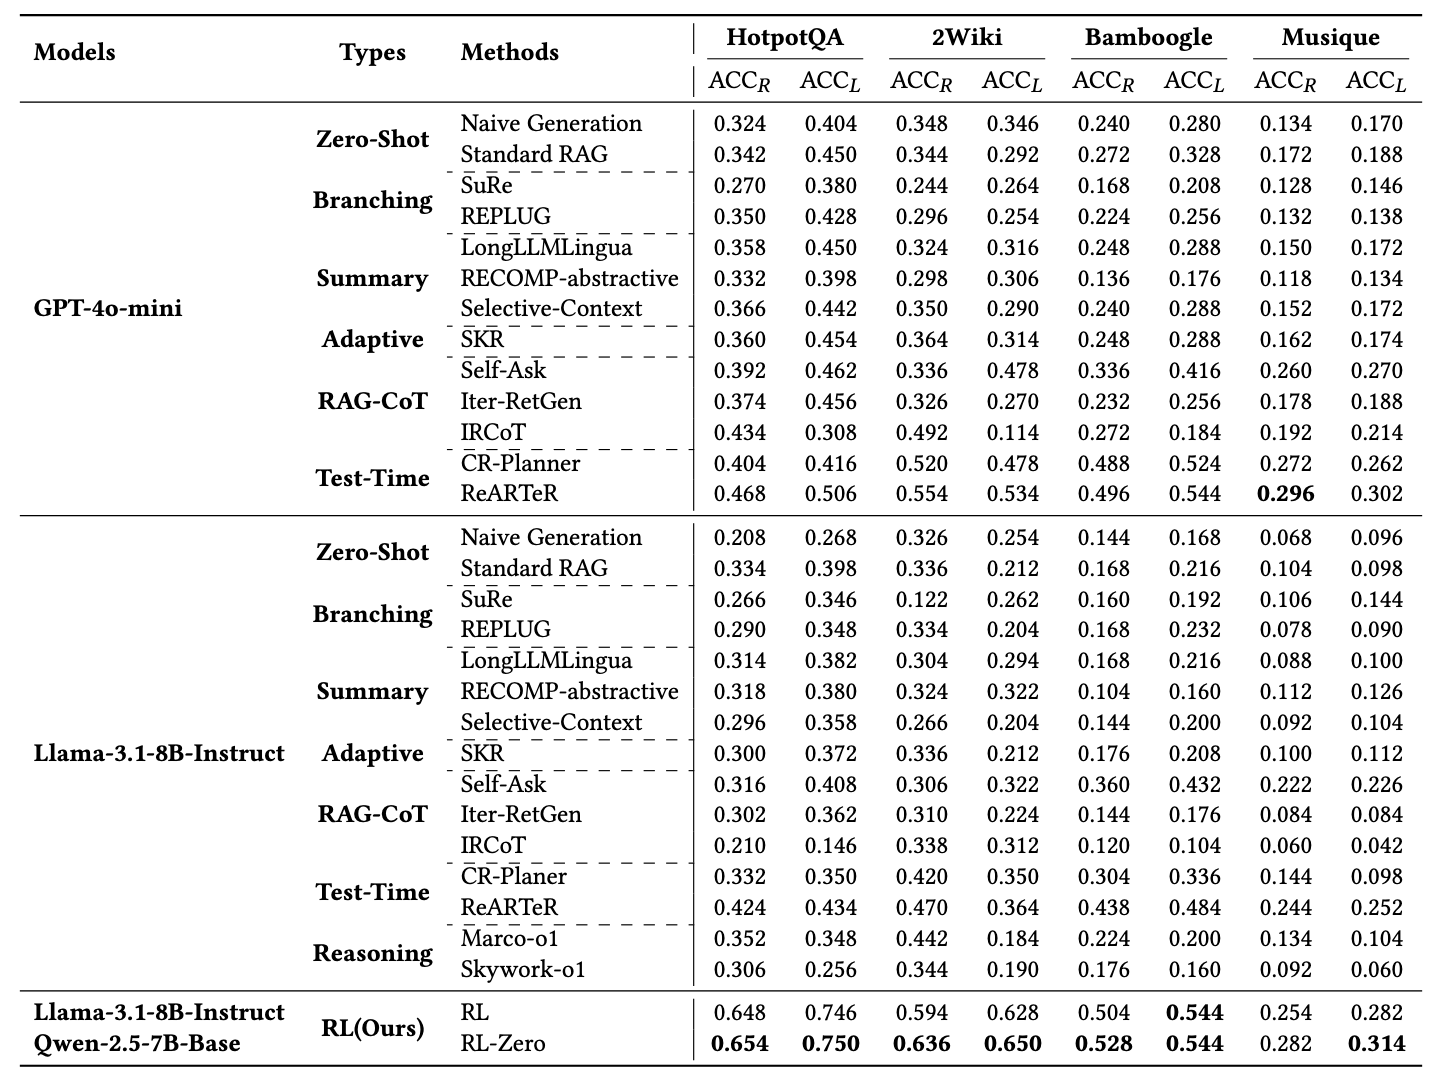 Models Types Methods HotpotQA 2Wiki Bamboogle Musique
ACC_R ACC_L ACC_R ACC_L ACC_R ACC_L ACC_R ACC_L
GPT-4o-mini
Zero-Shot
Naive Generation 0.324 0.404 0.348 0.346 0.240 0.280 0.134 0.170
Standard RAG 0.342 0.450 0.344 0.292 0.272 0.328 0.172 0.188
Branching
SuRe 0.270 0.380 0.244 0.264 0.168 0.208 0.128 0.146
REPLUG 0.350 0.428 0.296 0.254 0.224 0.256 0.132 0.138
Summary
LongLLMLingua 0.358 0.450 0.324 0.316 0.248 0.288 0.150 0.172
RECOMP-abstractive 0.332 0.398 0.298 0.306 0.136 0.176 0.118 0.134
Selective-Context 0.366 0.442 0.350 0.290 0.240 0.288 0.152 0.172
Adaptive
SKR 0.360 0.454 0.364 0.314 0.248 0.288 0.162 0.174
RAG-CoT
Self-Ask 0.392 0.462 0.336 0.478 0.336 0.416 0.260 0.270
Iter-RetGen 0.374 0.456 0.326 0.270 0.232 0.256 0.178 0.188
IRCoT 0.434 0.308 0.492 0.114 0.272 0.184 0.192 0.214
Test-Time
CR-Planner 0.404 0.416 0.520 0.478 0.488 0.524 0.272 0.262
ReARTeR 0.468 0.506 0.554 0.534 0.496 0.544 0.296 0.302
Llama-3.1-8B-Instruct
Zero-Shot
Naive Generation 0.208 0.268 0.326 0.254 0.144 0.168 0.068 0.096
Standard RAG 0.334 0.398 0.336 0.212 0.168 0.216 0.104 0.098
Branching
SuRe 0.266 0.346 0.122 0.262 0.160 0.192 0.106 0.144
REPLUG 0.290 0.348 0.334 0.204 0.168 0.232 0.078 0.090
Summary
LongLLMLingua 0.314 0.382 0.304 0.294 0.168 0.216 0.088 0.100
RECOMP-abstractive 0.318 0.380 0.324 0.322 0.104 0.160 0.112 0.126
Selective-Context 0.296 0.358 0.266 0.204 0.144 0.200 0.092 0.104
Adaptive
SKR 0.300 0.372 0.336 0.212 0.176 0.208 0.100 0.112
RAG-CoT
Self-Ask 0.316 0.408 0.306 0.322 0.360 0.432 0.222 0.226
Iter-RetGen 0.302 0.362 0.310 0.224 0.144 0.176 0.084 0.084
IRCoT 0.210 0.146 0.338 0.312 0.120 0.104 0.060 0.042
Test-Time
CR-Planer 0.332 0.350 0.420 0.350 0.304 0.336 0.144 0.098
ReARTeR 0.424 0.434 0.470 0.364 0.438 0.484 0.244 0.252
Reasoning
Marco-o1 0.352 0.348 0.442 0.184 0.224 0.200 0.134 0.104
Skywork-o1 0.306 0.256 0.344 0.190 0.176 0.160 0.092 0.060
RL(Ours)
Llama-3.1-8B-Instruct RL 0.648 0.746 0.594 0.628 0.504 0.544 0.254 0.282
Qwen-2.5-7B-Base RL-Zero 0.654 0.750 0.636 0.650 0.528 0.544 0.282 0.314